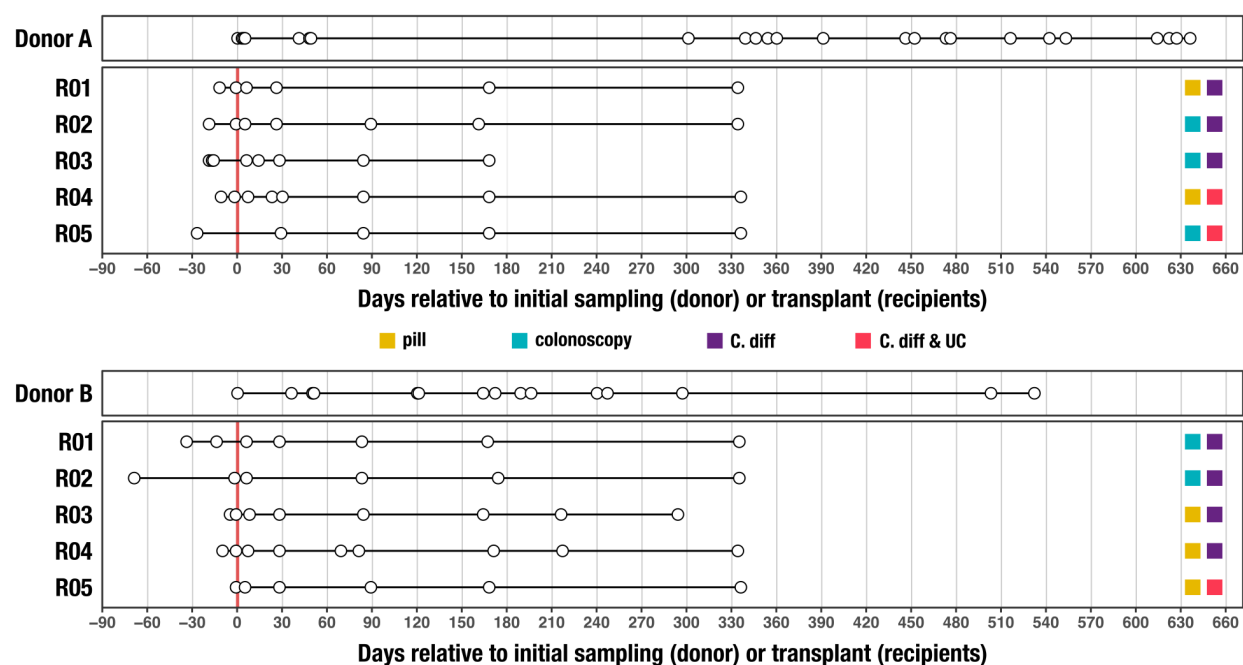 Donor A
R01
R02
R03
R04
R05
−90 −60 −30 0 30 60 90 120 150 180 210 240 270 300 330 360 390 420 450 480 510 540 570 600 630 660
Days relative to initial sampling (donor) or transplant (recipients)
pill colonoscopy C. diff C. diff & UC
Donor B
R01
R02
R03
R04
R05
−90 −60 −30 0 30 60 90 120 150 180 210 240 270 300 330 360 390 420 450 480 510 540 570 600 630 660
Days relative to initial sampling (donor) or transplant (recipients)